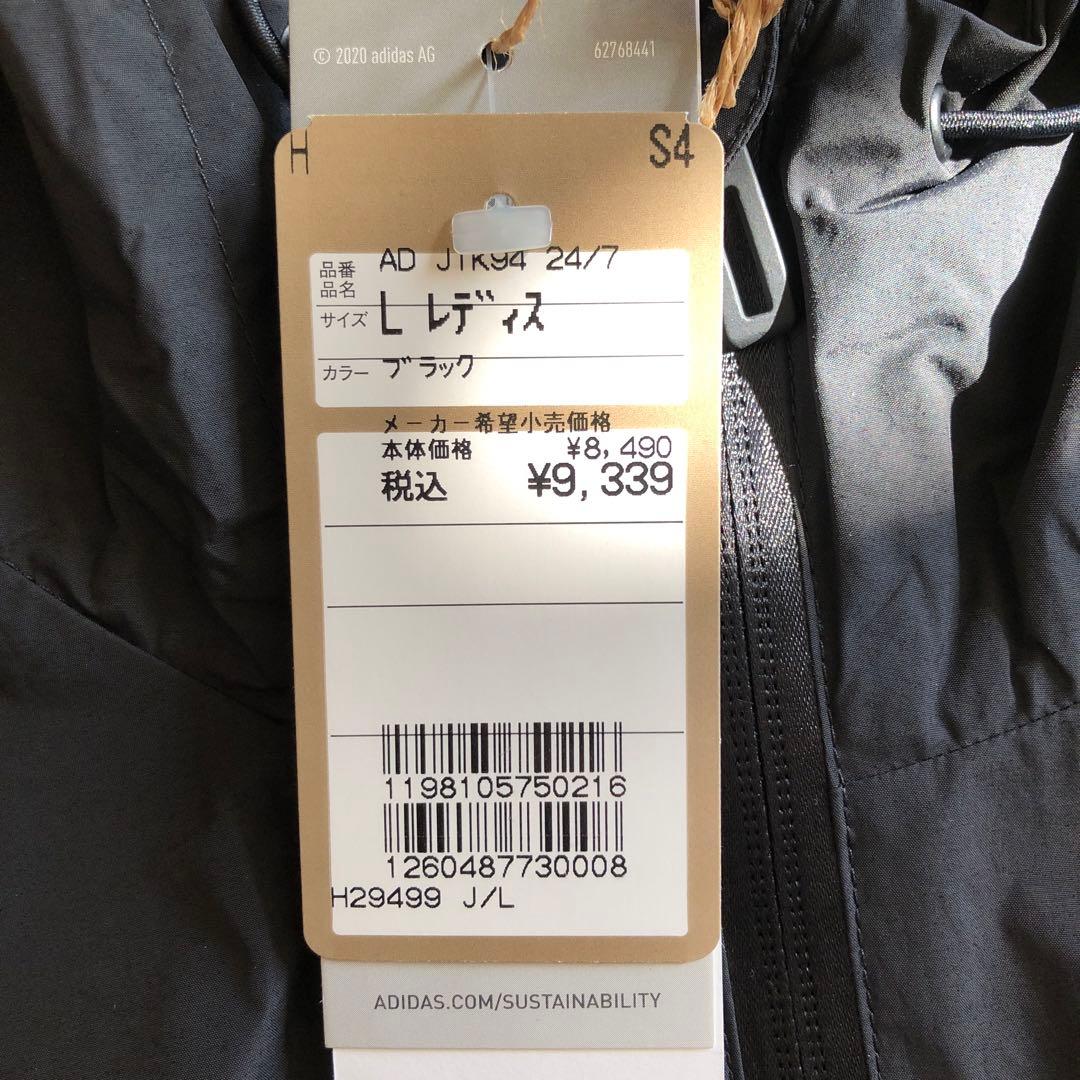 © 2020 adidas AG 62768441
H S4
品番 AD JTK94 24/7
品名
サイズ L レディス
カラー ブラック
メーカー希望小売価格
本体価格 ¥8,490
税込 ¥9,339
1198105750216
1260487730008
H29499 J/L
ADIDAS.COM/SUSTAINABILITY